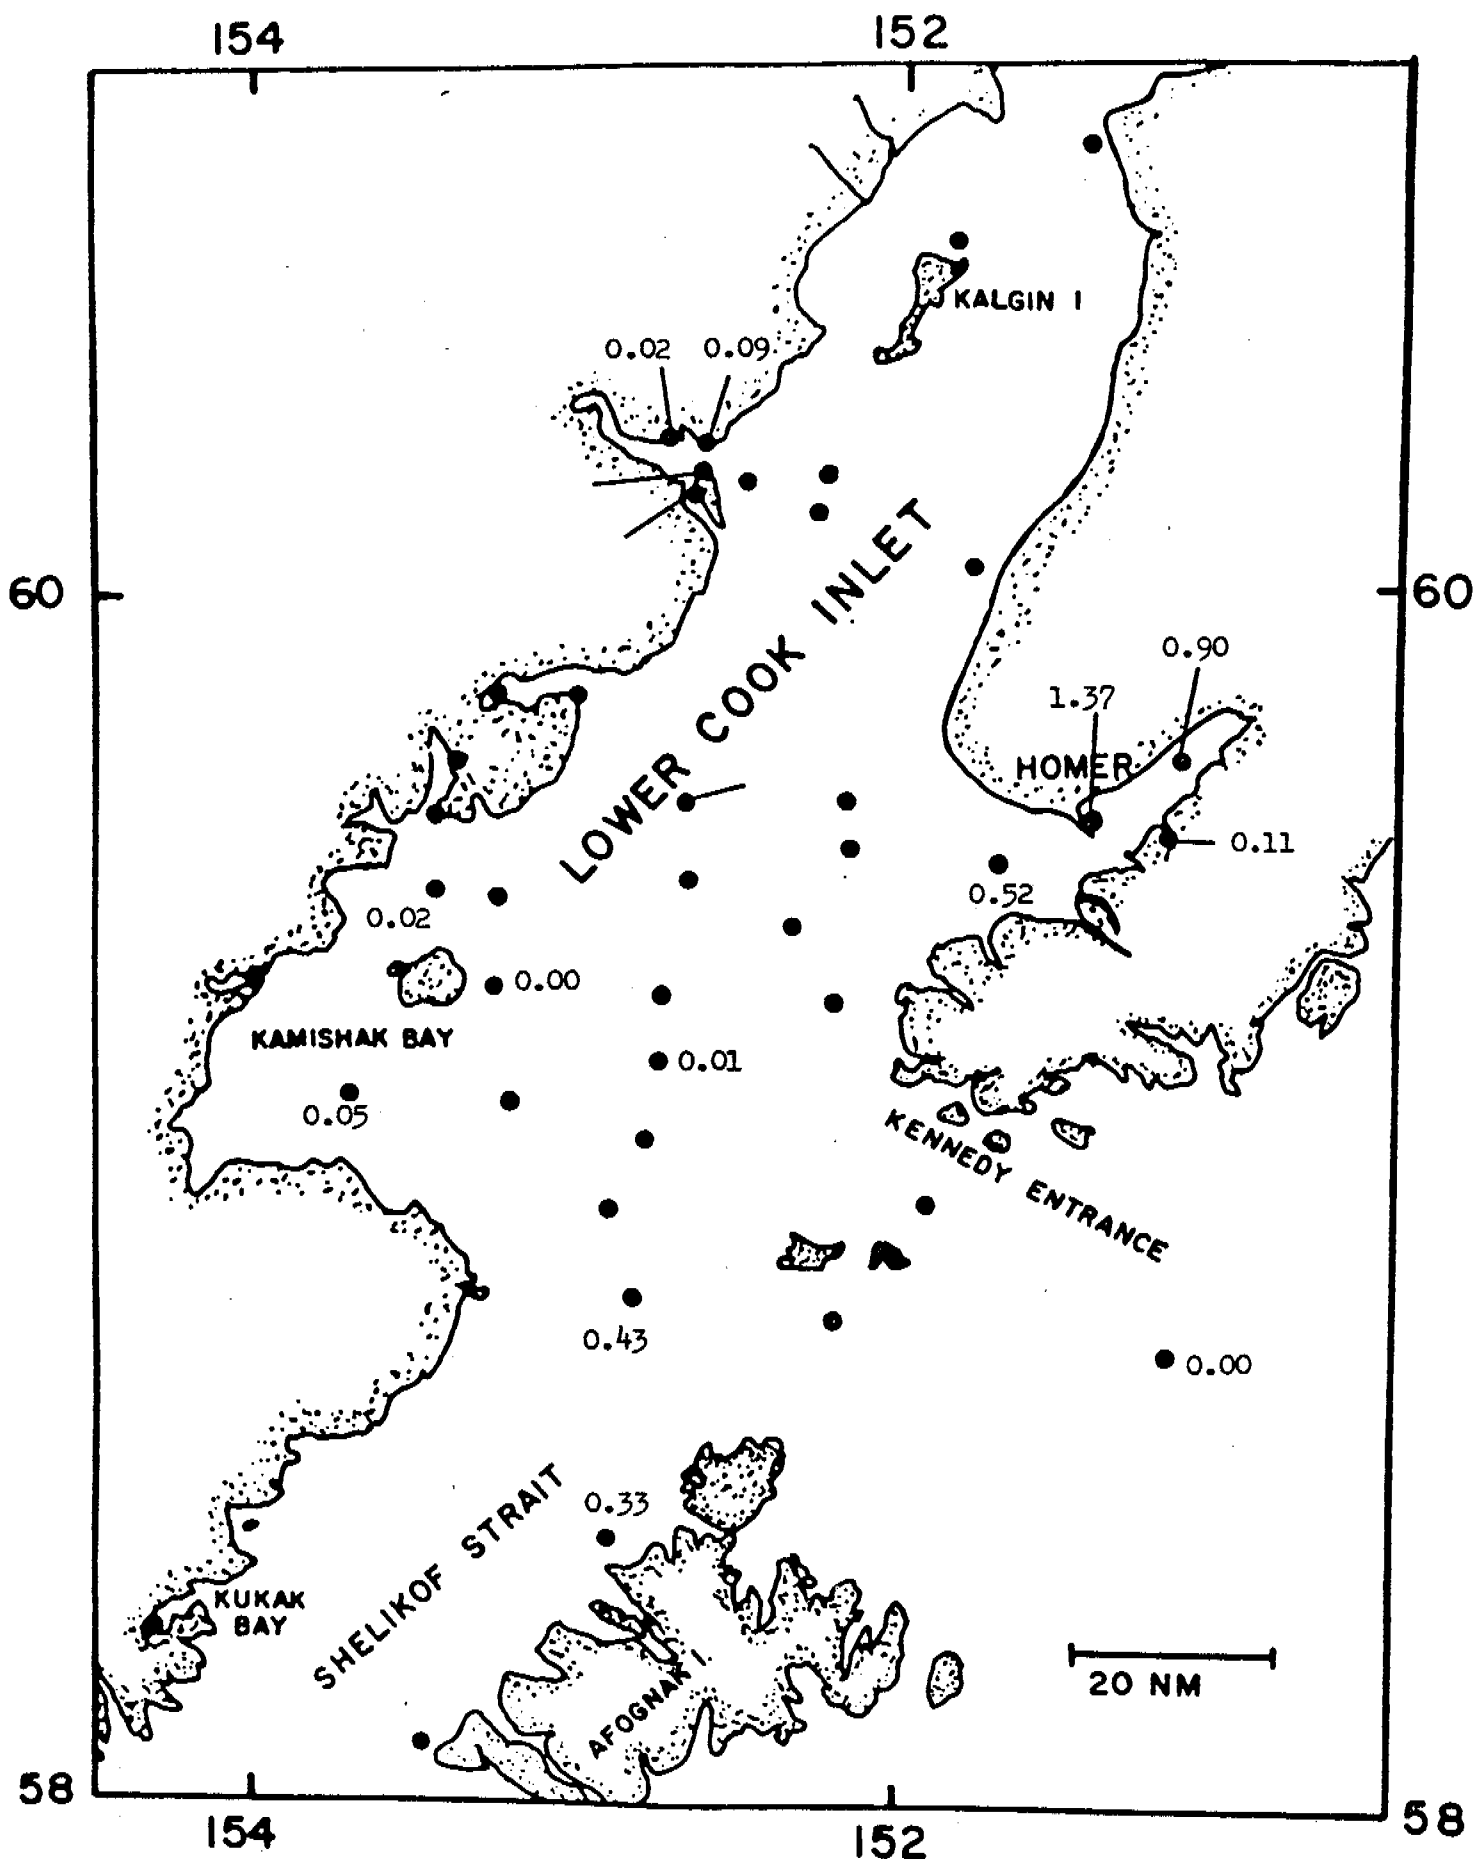 154
152
KALGIN I
0.02
0.09
60
60
LOWER COOK INLET
0.90
1.37
HOMER
0.11
0.52
0.02
0.00
KAMISHAK BAY
0.01
0.05
KENNEDY ENTRANCE
0.43
0.00
0.33
SHELIKOF STRAIT
KUKAK
BAY
AFOGNAK I.
20 NM
58
58
154
152